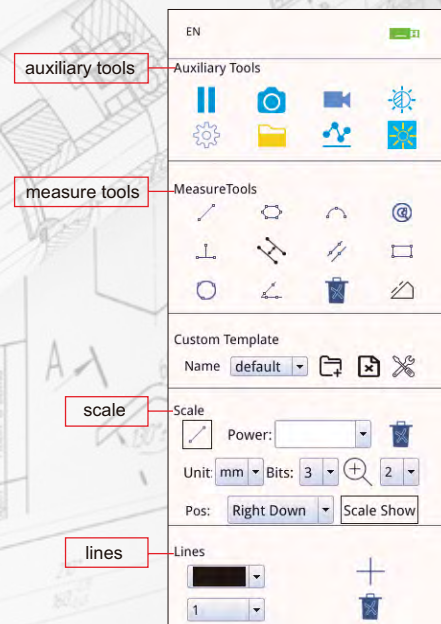 EN
auxiliary tools
Auxiliary Tools
measure tools
MeasureTools
Custom Template
Name default
scale
Scale
Power:
Unit: mm Bits: 3 2
Pos: Right Down Scale Show
lines
Lines
1
A